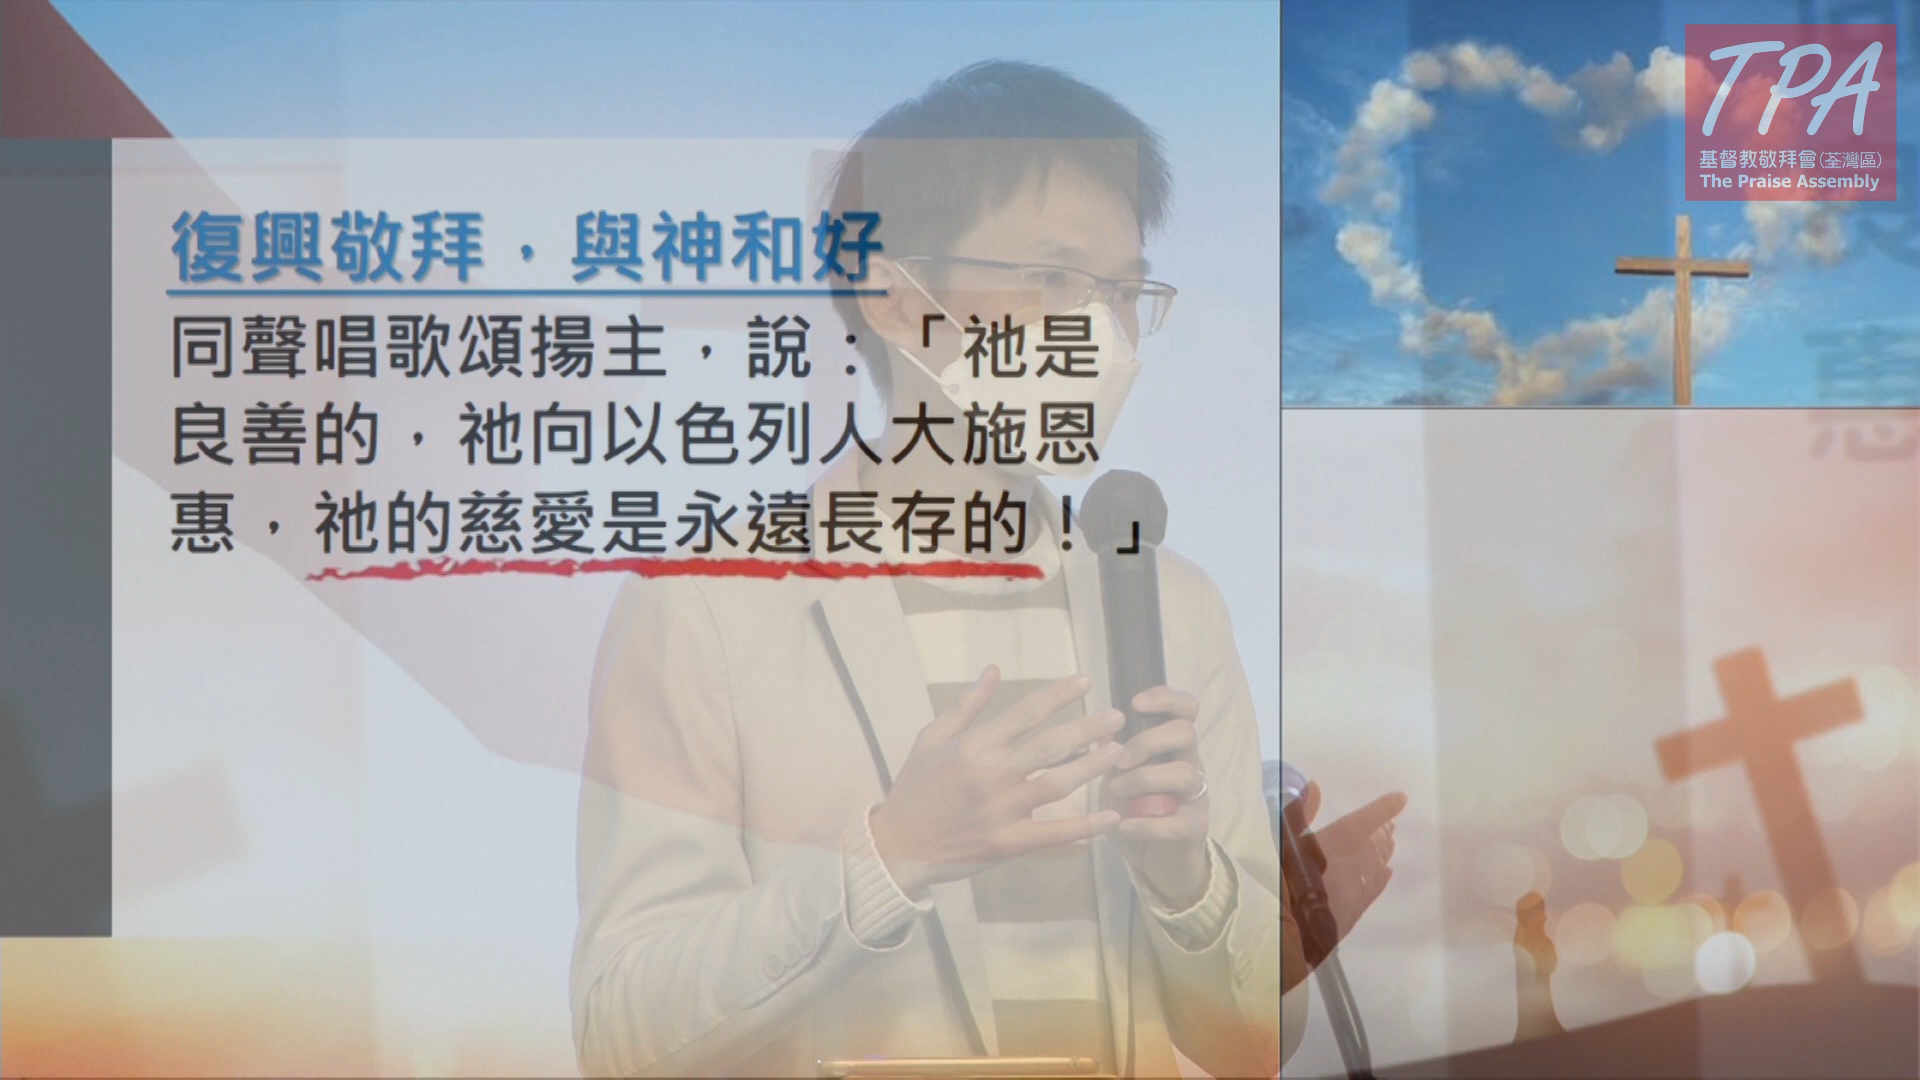 復興敬拜，與神和好
同聲唱歌頌揚主，說：「祂是
良善的，祂向以色列人大施恩
惠，祂的慈愛是永遠長存的！」
TPA
基督教敬拜會(荃灣區)
The Praise Assembly